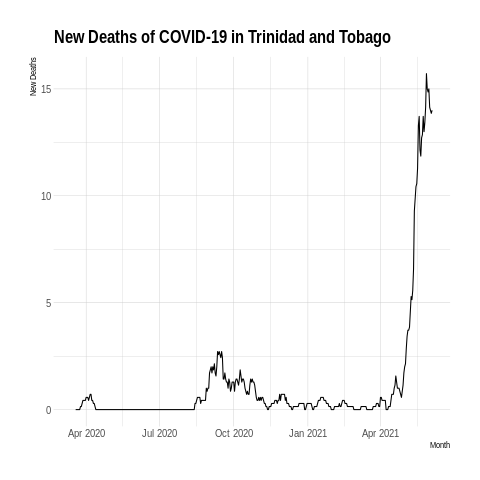 New Deaths of COVID-19 in Trinidad and Tobago
New Deaths
15
10
5
0
Apr 2020 Jul 2020 Oct 2020 Jan 2021 Apr 2021
Month